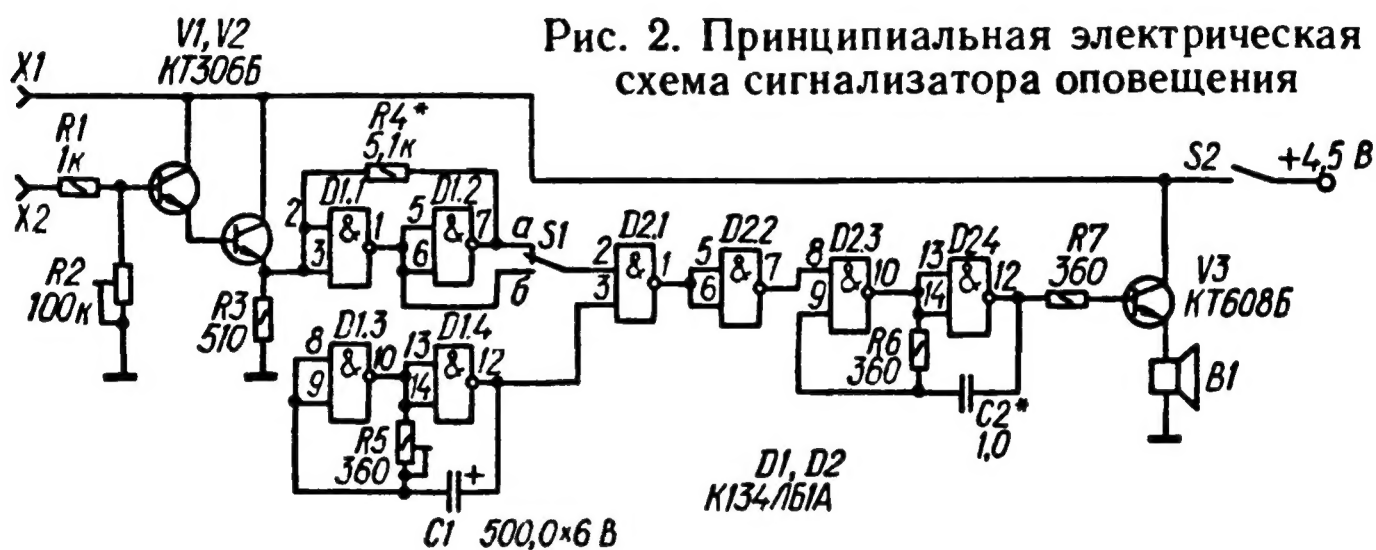 Рис. 2. Принципиальная электрическая
схема сигнализатора оповещения
V1, V2
КТ306Б
X1
R1
1к
X2
R2
100к
R3
510
R4*
5,1к
D1.1
2
3
&
1
D1.2
5
6
&
7
а
б
S1
D1.3
8
9
&
10
D1.4
13
14
&
12
R5
360
+
C1 500,0×6 В
D2.1
2
3
&
1
D2.2
5
6
&
7
D2.3
8
9
&
10
D2.4
13
14
&
12
R6
360
C2*
1,0
R7
360
S2
+4,5 В
V3
КТ608Б
B1
D1, D2
К134ЛБ1А